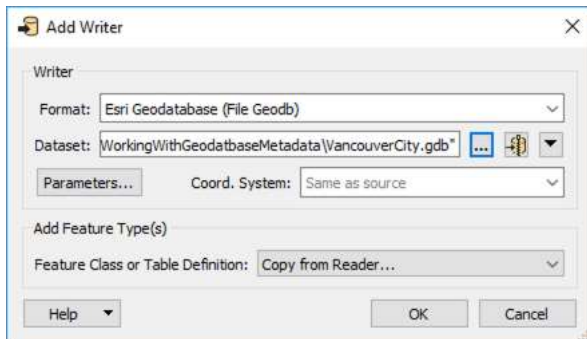 Add Writer
Writer
Format: Esri Geodatabase (File Geodb)
Dataset: WorkingWithGeodatbaseMetadata\VancouverCity.gdb" ...
Parameters... Coord. System: Same as source
Add Feature Type(s)
Feature Class or Table Definition: Copy from Reader...
Help OK Cancel